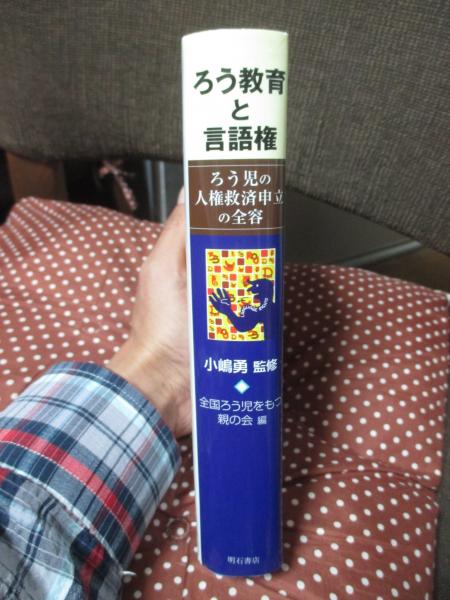 ろう教育
と
言語権
ろう児の
人権救済申立
の全容
小嶋勇 監修
全国ろう児をもつ
親の会 編
明石書店